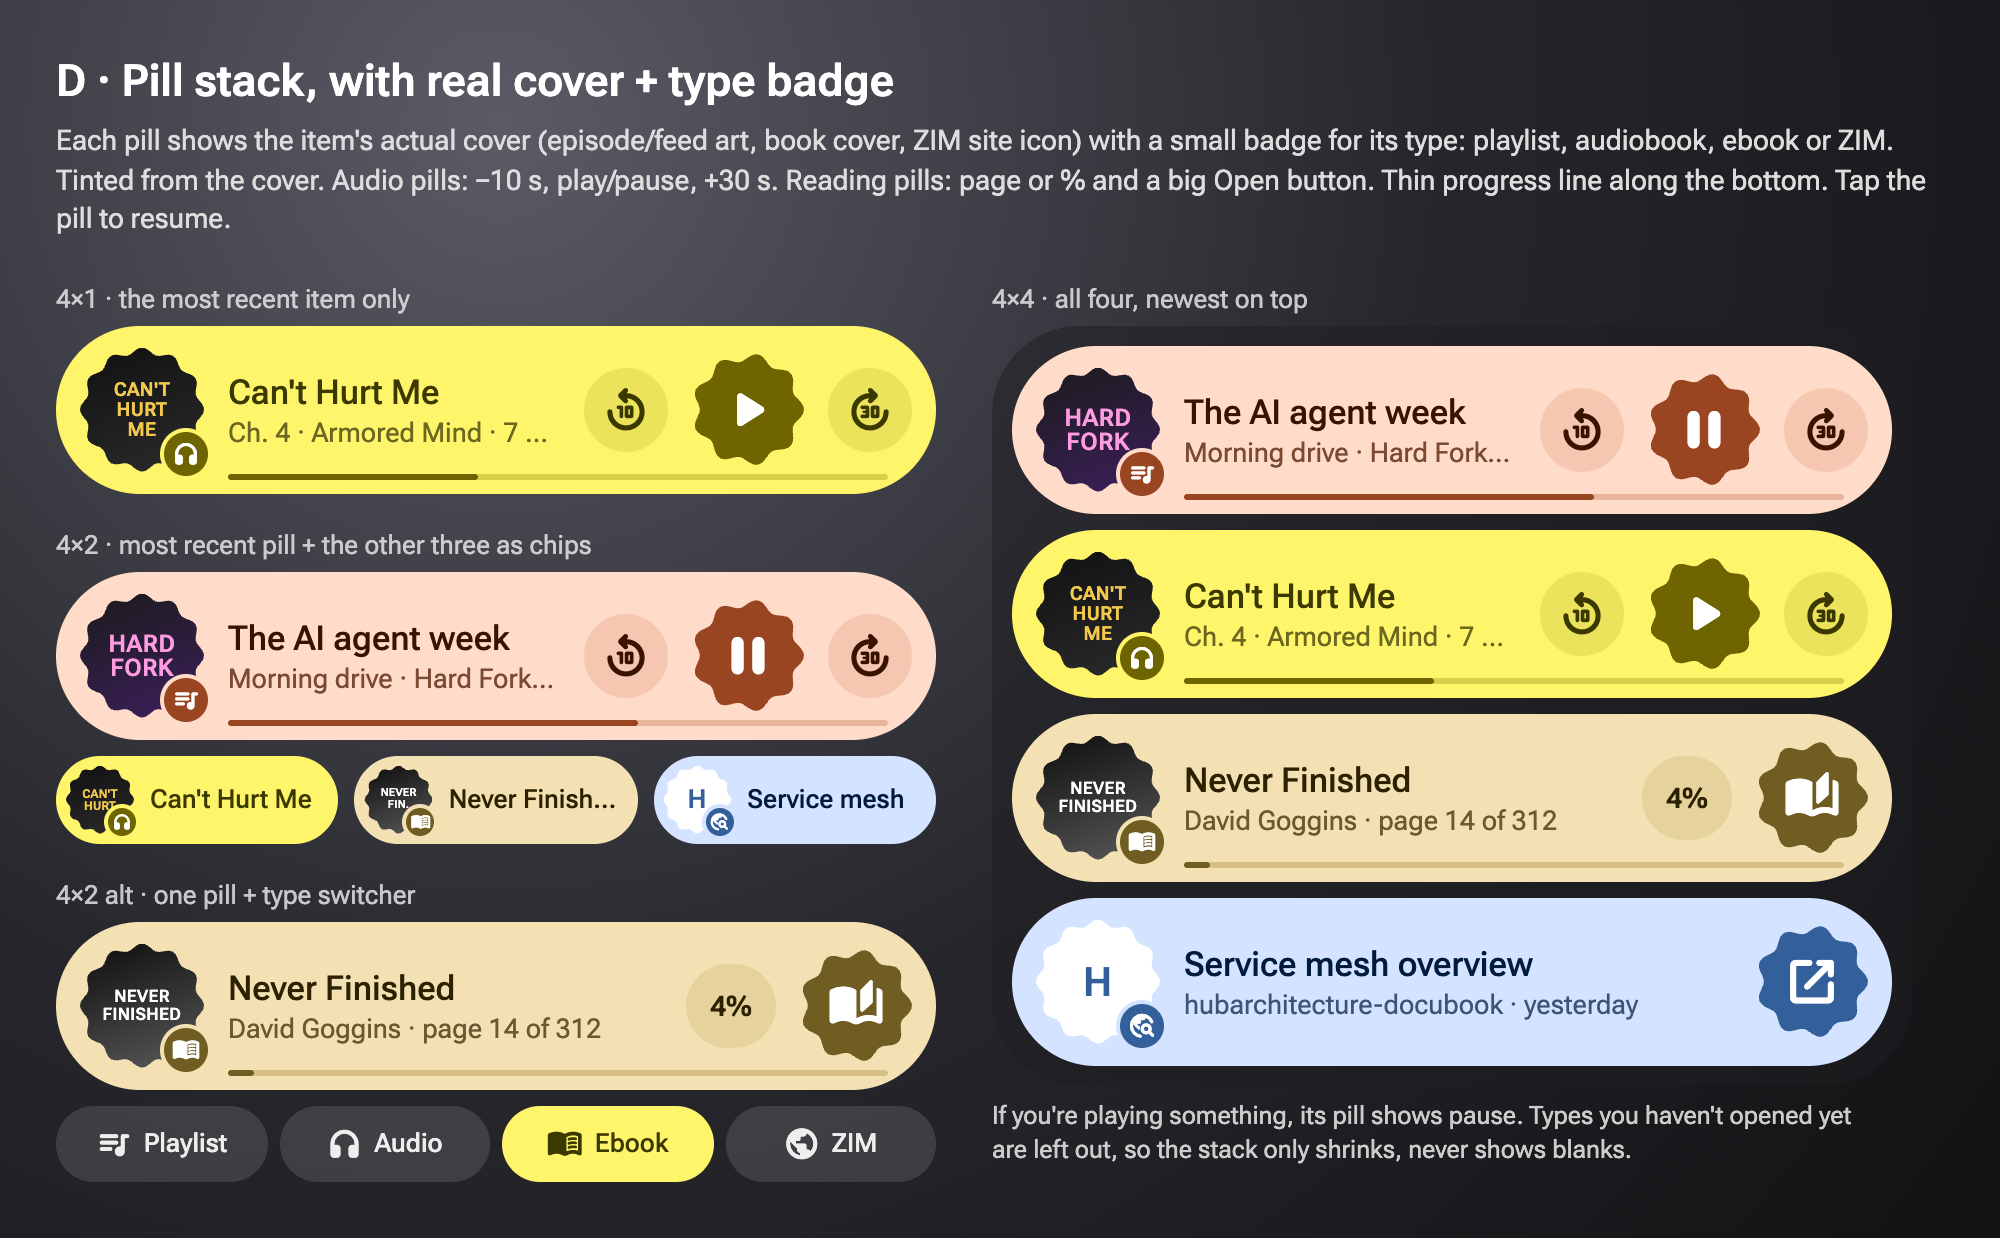 D · Pill stack, with real cover + type badge
Each pill shows the item's actual cover (episode/feed art, book cover, ZIM site icon) with a small badge for its type: playlist, audiobook, ebook or ZIM.
Tinted from the cover. Audio pills: −10 s, play/pause, +30 s. Reading pills: page or % and a big Open button. Thin progress line along the bottom. Tap the
pill to resume.
4×1 · the most recent item only
CAN'T
HURT
ME
Can't Hurt Me
Ch. 4 · Armored Mind · 7 ...
10
30
4×2 · most recent pill + the other three as chips
HARD
FORK
The AI agent week
Morning drive · Hard Fork...
10
30
CAN'T
HURT
Can't Hurt Me
NEVER
FIN.
Never Finish...
H
Service mesh
4×2 alt · one pill + type switcher
NEVER
FINISHED
Never Finished
David Goggins · page 14 of 312
4%
Playlist
Audio
Ebook
ZIM
4×4 · all four, newest on top
HARD
FORK
The AI agent week
Morning drive · Hard Fork...
10
30
CAN'T
HURT
ME
Can't Hurt Me
Ch. 4 · Armored Mind · 7 ...
10
30
NEVER
FINISHED
Never Finished
David Goggins · page 14 of 312
4%
H
Service mesh overview
hubarchitecture-docubook · yesterday
If you're playing something, its pill shows pause. Types you haven't opened yet
are left out, so the stack only shrinks, never shows blanks.